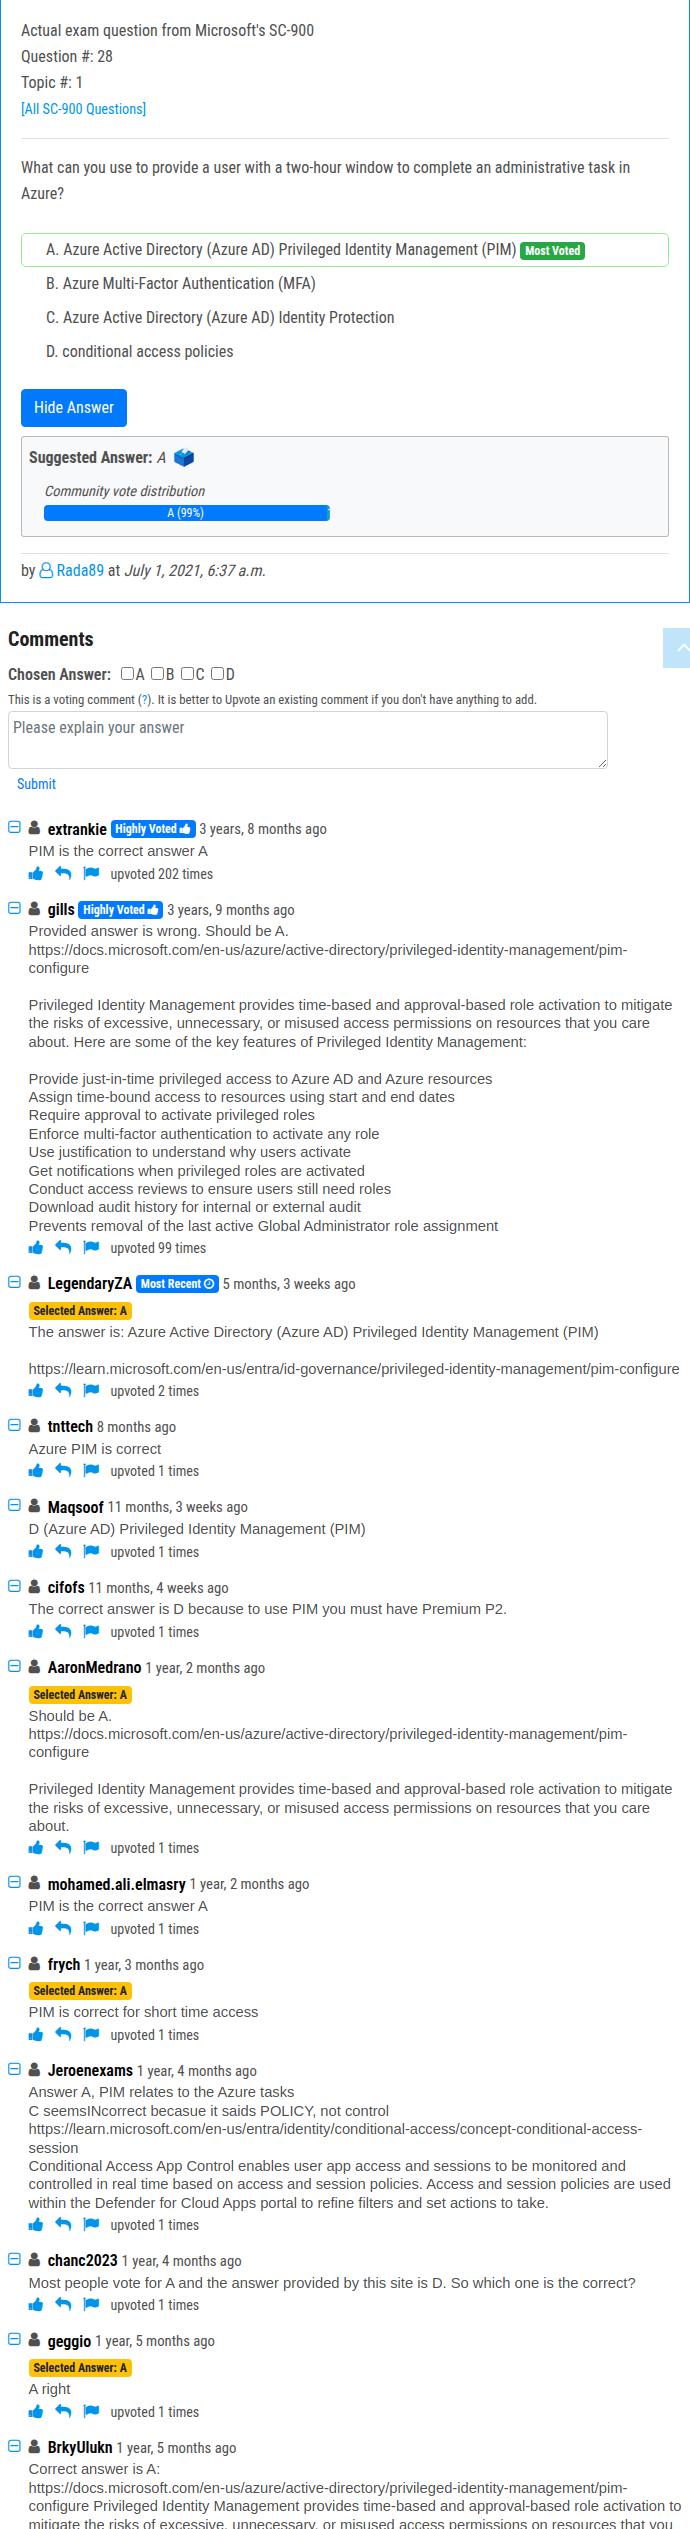 Actual exam question from Microsoft's SC-900
Question #: 28
Topic #: 1
[All SC-900 Questions]
What can you use to provide a user with a two-hour window to complete an administrative task in
Azure?
A. Azure Active Directory (Azure AD) Privileged Identity Management (PIM) Most Voted
B. Azure Multi-Factor Authentication (MFA)
C. Azure Active Directory (Azure AD) Identity Protection
D. conditional access policies
Hide Answer
Suggested Answer: A
Community vote distribution
A (99%)
by Rada89 at July 1, 2021, 6:37 a.m.
Comments
Chosen Answer: A B C D
This is a voting comment (?). It is better to Upvote an existing comment if you don't have anything to add.
Please explain your answer
Submit
extrankie Highly Voted 3 years, 8 months ago
PIM is the correct answer A
upvoted 202 times
gills Highly Voted 3 years, 9 months ago
Provided answer is wrong. Should be A.
https://docs.microsoft.com/en-us/azure/active-directory/privileged-identity-management/pim-
configure
Privileged Identity Management provides time-based and approval-based role activation to mitigate
the risks of excessive, unnecessary, or misused access permissions on resources that you care
about. Here are some of the key features of Privileged Identity Management:
Provide just-in-time privileged access to Azure AD and Azure resources
Assign time-bound access to resources using start and end dates
Require approval to activate privileged roles
Enforce multi-factor authentication to activate any role
Use justification to understand why users activate
Get notifications when privileged roles are activated
Conduct access reviews to ensure users still need roles
Download audit history for internal or external audit
Prevents removal of the last active Global Administrator role assignment
upvoted 99 times
LegendaryZA Most Recent 5 months, 3 weeks ago
Selected Answer: A
The answer is: Azure Active Directory (Azure AD) Privileged Identity Management (PIM)
https://learn.microsoft.com/en-us/entra/id-governance/privileged-identity-management/pim-configure
upvoted 2 times
tnttech 8 months ago
Azure PIM is correct
upvoted 1 times
Maqsoof 11 months, 3 weeks ago
D (Azure AD) Privileged Identity Management (PIM)
upvoted 1 times
cifofs 11 months, 4 weeks ago
The correct answer is D because to use PIM you must have Premium P2.
upvoted 1 times
AaronMedrano 1 year, 2 months ago
Selected Answer: A
Should be A.
https://docs.microsoft.com/en-us/azure/active-directory/privileged-identity-management/pim-
configure
Privileged Identity Management provides time-based and approval-based role activation to mitigate
the risks of excessive, unnecessary, or misused access permissions on resources that you care
about.
upvoted 1 times
mohamed.ali.elmasry 1 year, 2 months ago
PIM is the correct answer A
upvoted 1 times
frych 1 year, 3 months ago
Selected Answer: A
PIM is correct for short time access
upvoted 1 times
Jeroenexams 1 year, 4 months ago
Answer A, PIM relates to the Azure tasks
C seemsINcorrect becasue it saids POLICY, not control
https://learn.microsoft.com/en-us/entra/identity/conditional-access/concept-conditional-access-
session
Conditional Access App Control enables user app access and sessions to be monitored and
controlled in real time based on access and session policies. Access and session policies are used
within the Defender for Cloud Apps portal to refine filters and set actions to take.
upvoted 1 times
chanc2023 1 year, 4 months ago
Most people vote for A and the answer provided by this site is D. So which one is the correct?
upvoted 1 times
geggio 1 year, 5 months ago
Selected Answer: A
A right
upvoted 1 times
BrkyUlukn 1 year, 5 months ago
Correct answer is A:
https://docs.microsoft.com/en-us/azure/active-directory/privileged-identity-management/pim-
configure Privileged Identity Management provides time-based and approval-based role activation to
mitigate the risks of excessive, unnecessary, or misused access permissions on resources that you